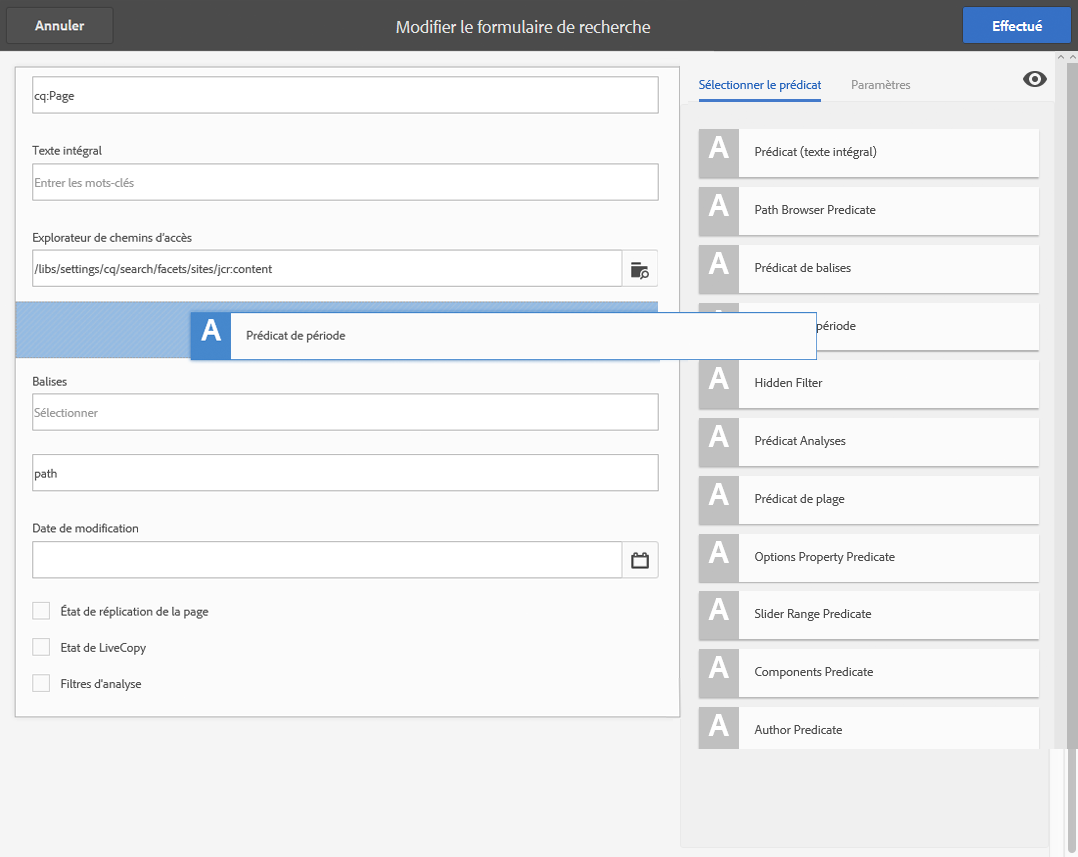 Annuler
Modifier le formulaire de recherche
Effectué
cq:Page
Texte intégral
Entrer les mots-clés
Explorateur de chemins d'accès
/libs/settings/cq/search/facets/sites/jcr:content
A Prédicat de période
Balises
Sélectionner
path
Date de modification
État de réplication de la page
Etat de LiveCopy
Filtres d'analyse
Sélectionner le prédicat
Paramètres
A Prédicat (texte intégral)
A Path Browser Predicate
A Prédicat de balises
période
A Hidden Filter
A Prédicat Analyses
A Prédicat de plage
A Options Property Predicate
A Slider Range Predicate
A Components Predicate
A Author Predicate